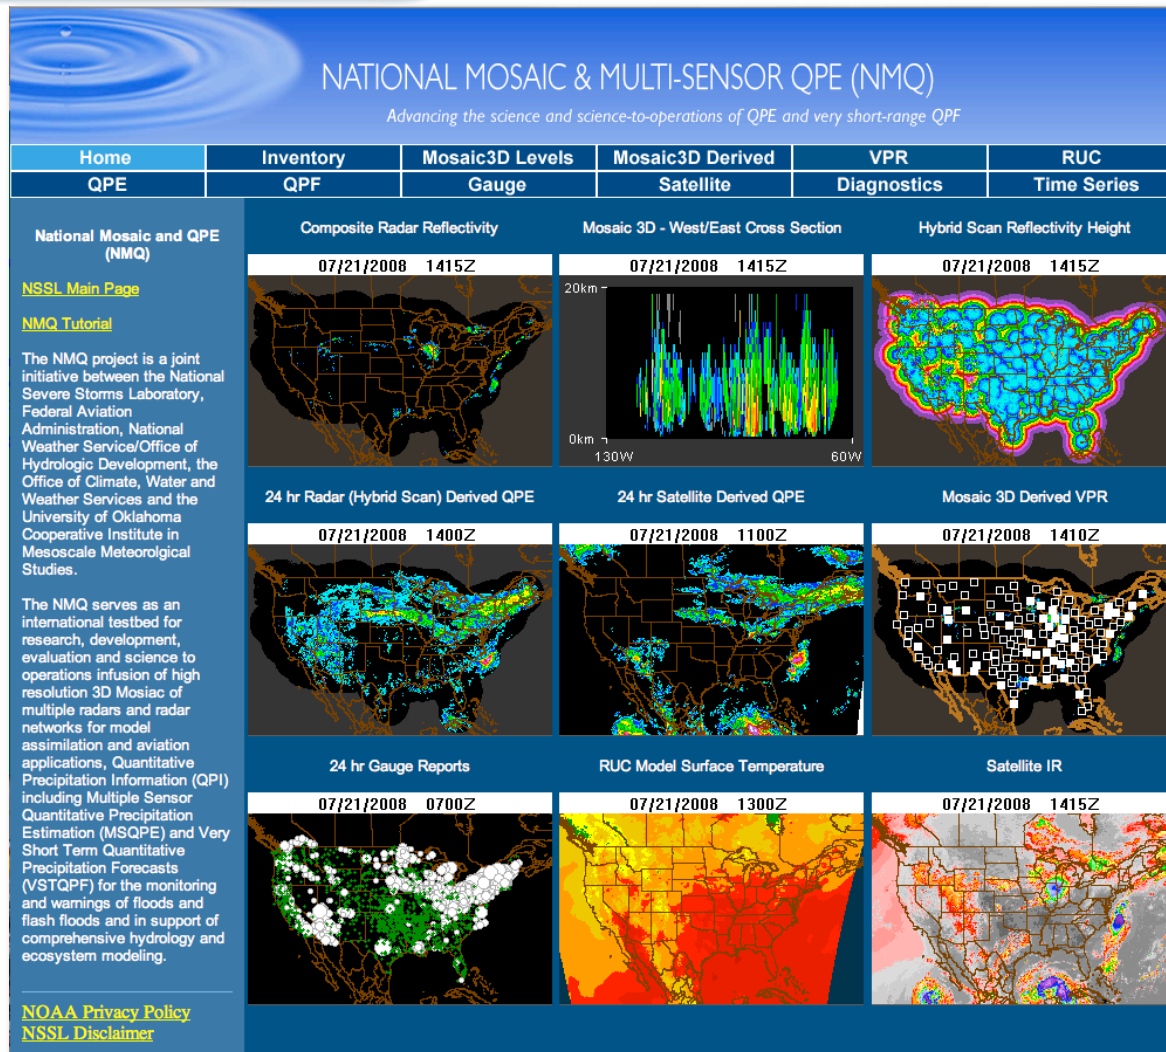 NATIONAL MOSAIC & MULTI-SENSOR QPE (NMQ)
Advancing the science and science-to-operations of QPE and very short-range QPF
Home Inventory Mosaic3D Levels Mosaic3D Derived VPR RUC
QPE QPF Gauge Satellite Diagnostics Time Series
National Mosaic and QPE
(NMQ)
NSSL Main Page
NMQ Tutorial
The NMQ project is a joint
initiative between the National
Severe Storms Laboratory,
Federal Aviation
Administration, National
Weather Service/Office of
Hydrologic Development, the
Office of Climate, Water and
Weather Services and the
University of Oklahoma
Cooperative Institute in
Mesoscale Meteorolgical
Studies.
The NMQ serves as an
international testbed for
research, development,
evaluation and science to
operations infusion of high
resolution 3D Mosiac of
multiple radars and radar
networks for model
assimilation and aviation
applications, Quantitative
Precipitation Information (QPI)
including Multiple Sensor
Quantitative Precipitation
Estimation (MSQPE) and Very
Short Term Quantitative
Precipitation Forecasts
(VSTQPF) for the monitoring
and warnings of floods and
flash floods and in support of
comprehensive hydrology and
ecosystem modeling.
NOAA Privacy Policy
NSSL Disclaimer
Composite Radar Reflectivity
07/21/2008 1415Z
Mosaic 3D - West/East Cross Section
07/21/2008 1415Z
20km
0km
130W 60W
Hybrid Scan Reflectivity Height
07/21/2008 1415Z
24 hr Radar (Hybrid Scan) Derived QPE
07/21/2008 1400Z
24 hr Satellite Derived QPE
07/21/2008 1100Z
Mosaic 3D Derived VPR
07/21/2008 1410Z
24 hr Gauge Reports
07/21/2008 0700Z
RUC Model Surface Temperature
07/21/2008 1300Z
Satellite IR
07/21/2008 1415Z